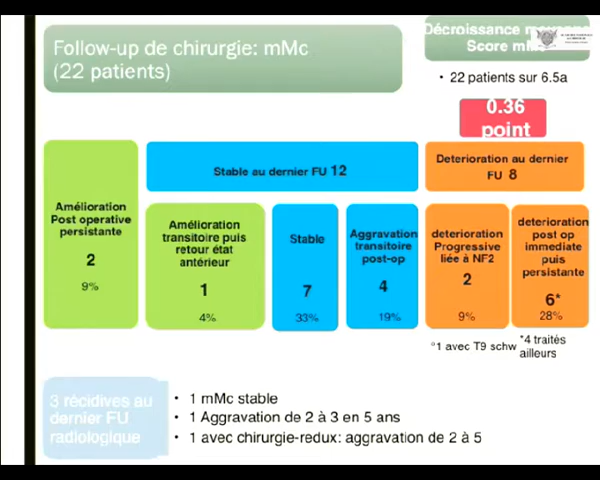 Follow-up de chirurgie: mMc
(22 patients)
Décroissance
Score
• 22 patients sur 6.5a
0.36
point
Amélioration
Post operative
persistante
2
9%
Stable au dernier FU 12
Deterioration au dernier
FU 8
Amélioration
transitoire puis
retour état
antérieur
1
4%
Stable
7
33%
Aggravation
transitoire
post-op
4
19%
deterioration
Progressive
liée à NF2
2
9%
deterioration
post op
immediate
puis
persistante
6*
28%
°1 avec T9 schw
*4 traités
ailleurs
3 récidives au
dernier FU
radiologique
• 1 mMc stable
• 1 Aggravation de 2 à 3 en 5 ans
• 1 avec chirurgie-redux: aggravation de 2 à 5